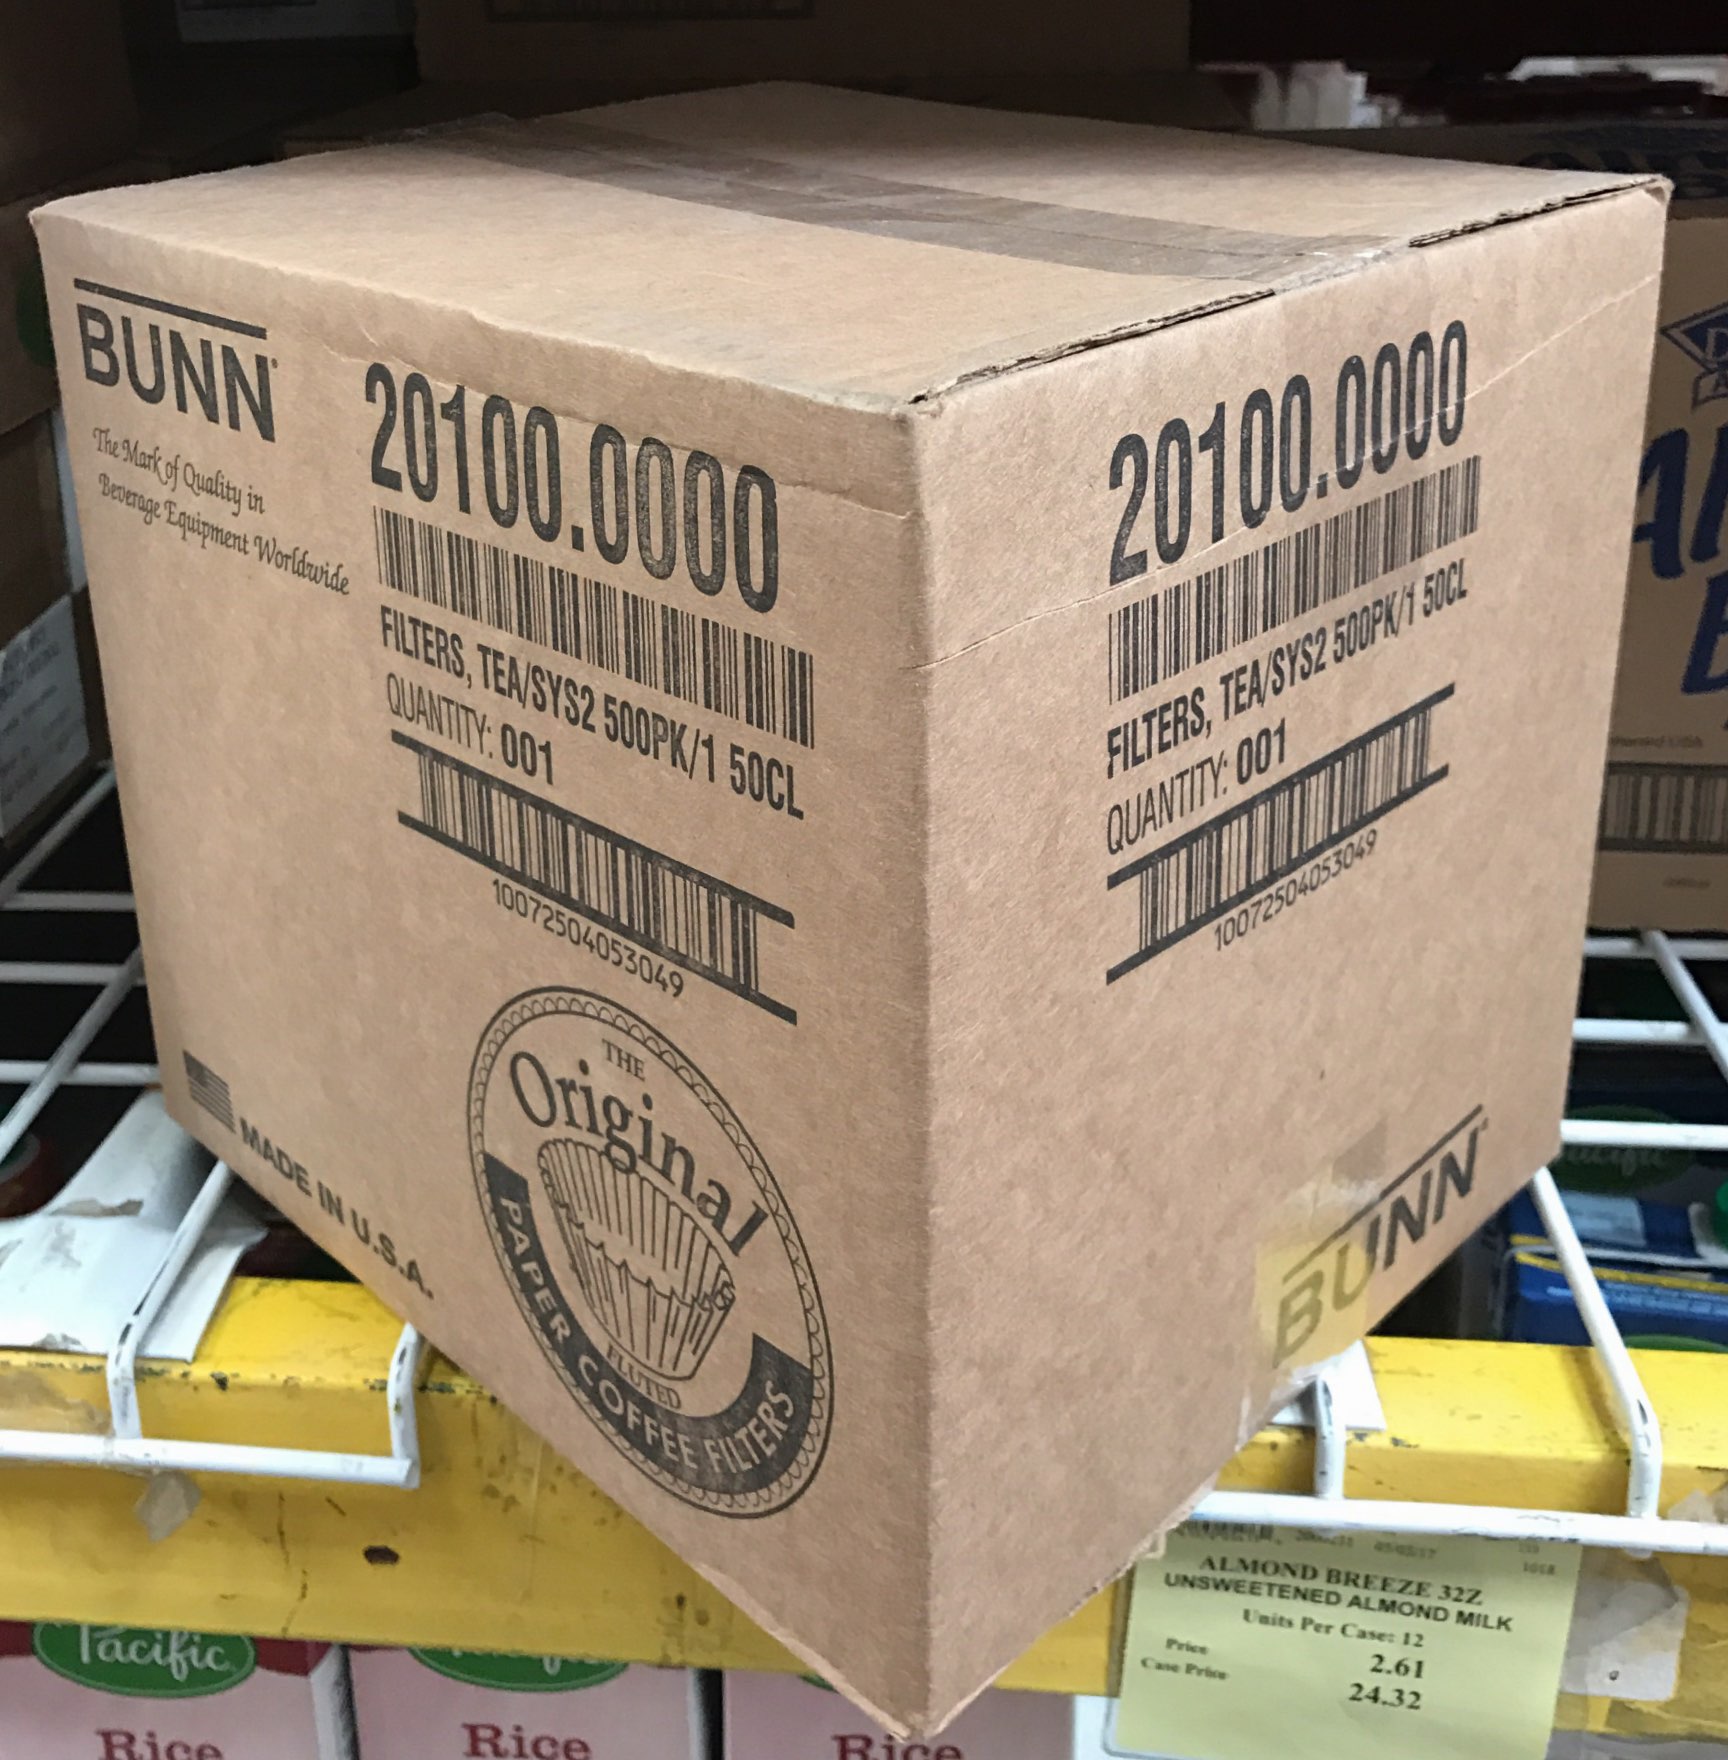 BUNN
The Mark of Quality in
Beverage Equipment Worldwide
20100.0000
FILTERS, TEA/SYS2 500PK/1 50CL
QUANTITY: 001
10072504053049
THE
Original
FLUTED
PAPER COFFEE FILTERS
MADE IN U.S.A.
20100.0000
FILTERS, TEA/SYS2 500PK/1 50CL
QUANTITY: 001
10072504053049
BUNN
ALMOND BREEZE 32Z
UNSWEETENED ALMOND MILK
Units Per Case: 12
Price 2.61
Case Price 24.32
Pacific
Rice
Rice
Rice